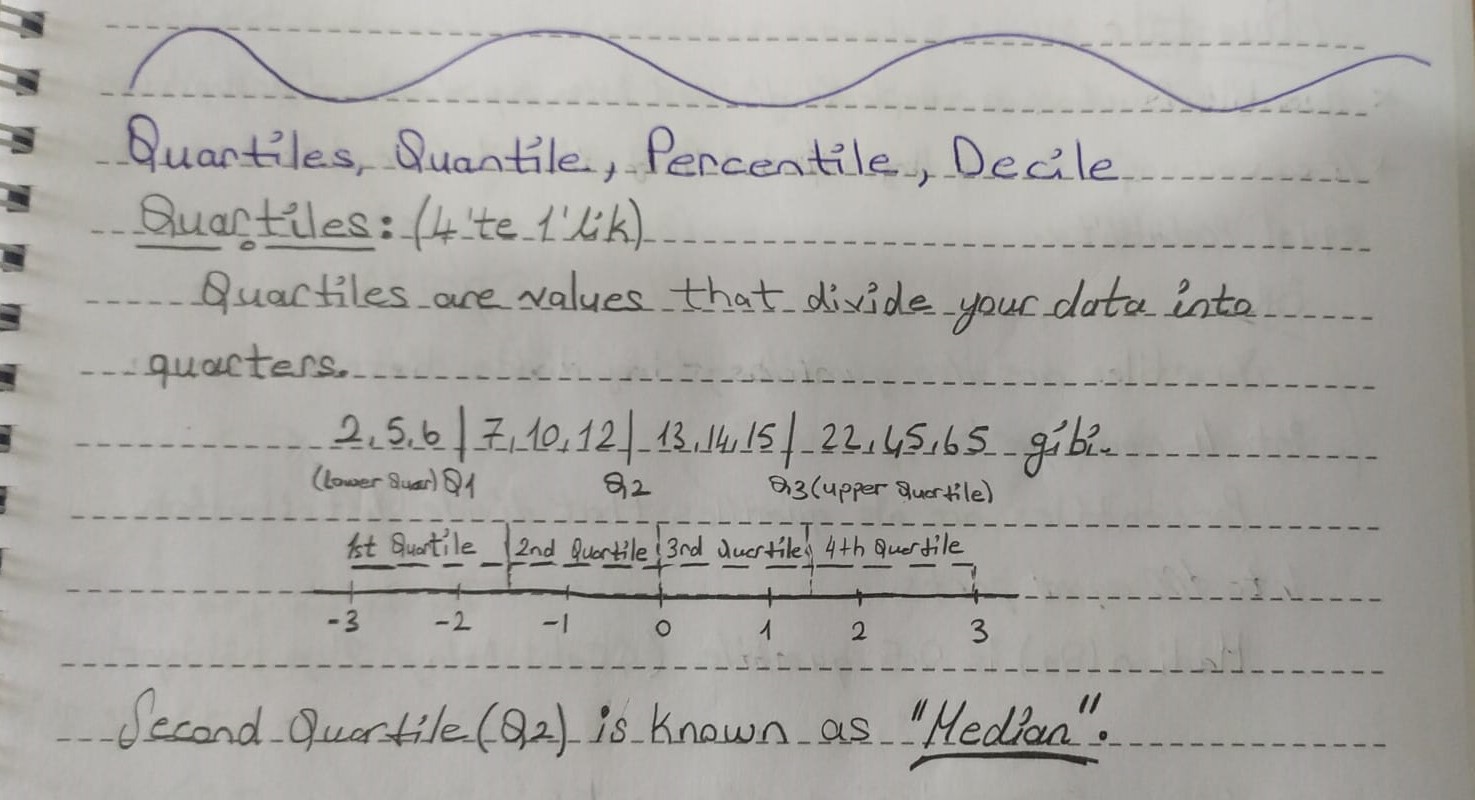 Quartiles, Quantile, Percentile, Decile
Quartiles: (4'te 1'lik)
Quartiles are values that divide your data into
quarters.
2, 5, 6 | 7, 10, 12 | 13, 14, 15 | 22, 45, 65 gibi.
(Lower Quar) Q1 Q2 Q3 (upper Quartile)
1st Quartile 2nd Quartile 3rd Quartile 4th Quartile
-3 -2 -1 0 1 2 3
Second Quartile (Q2) is known as "Median".